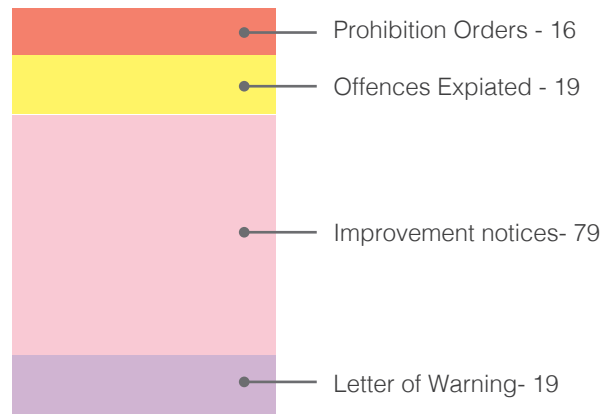 Prohibition Orders - 16
Offences Expiated - 19
Improvement notices- 79
Letter of Warning- 19